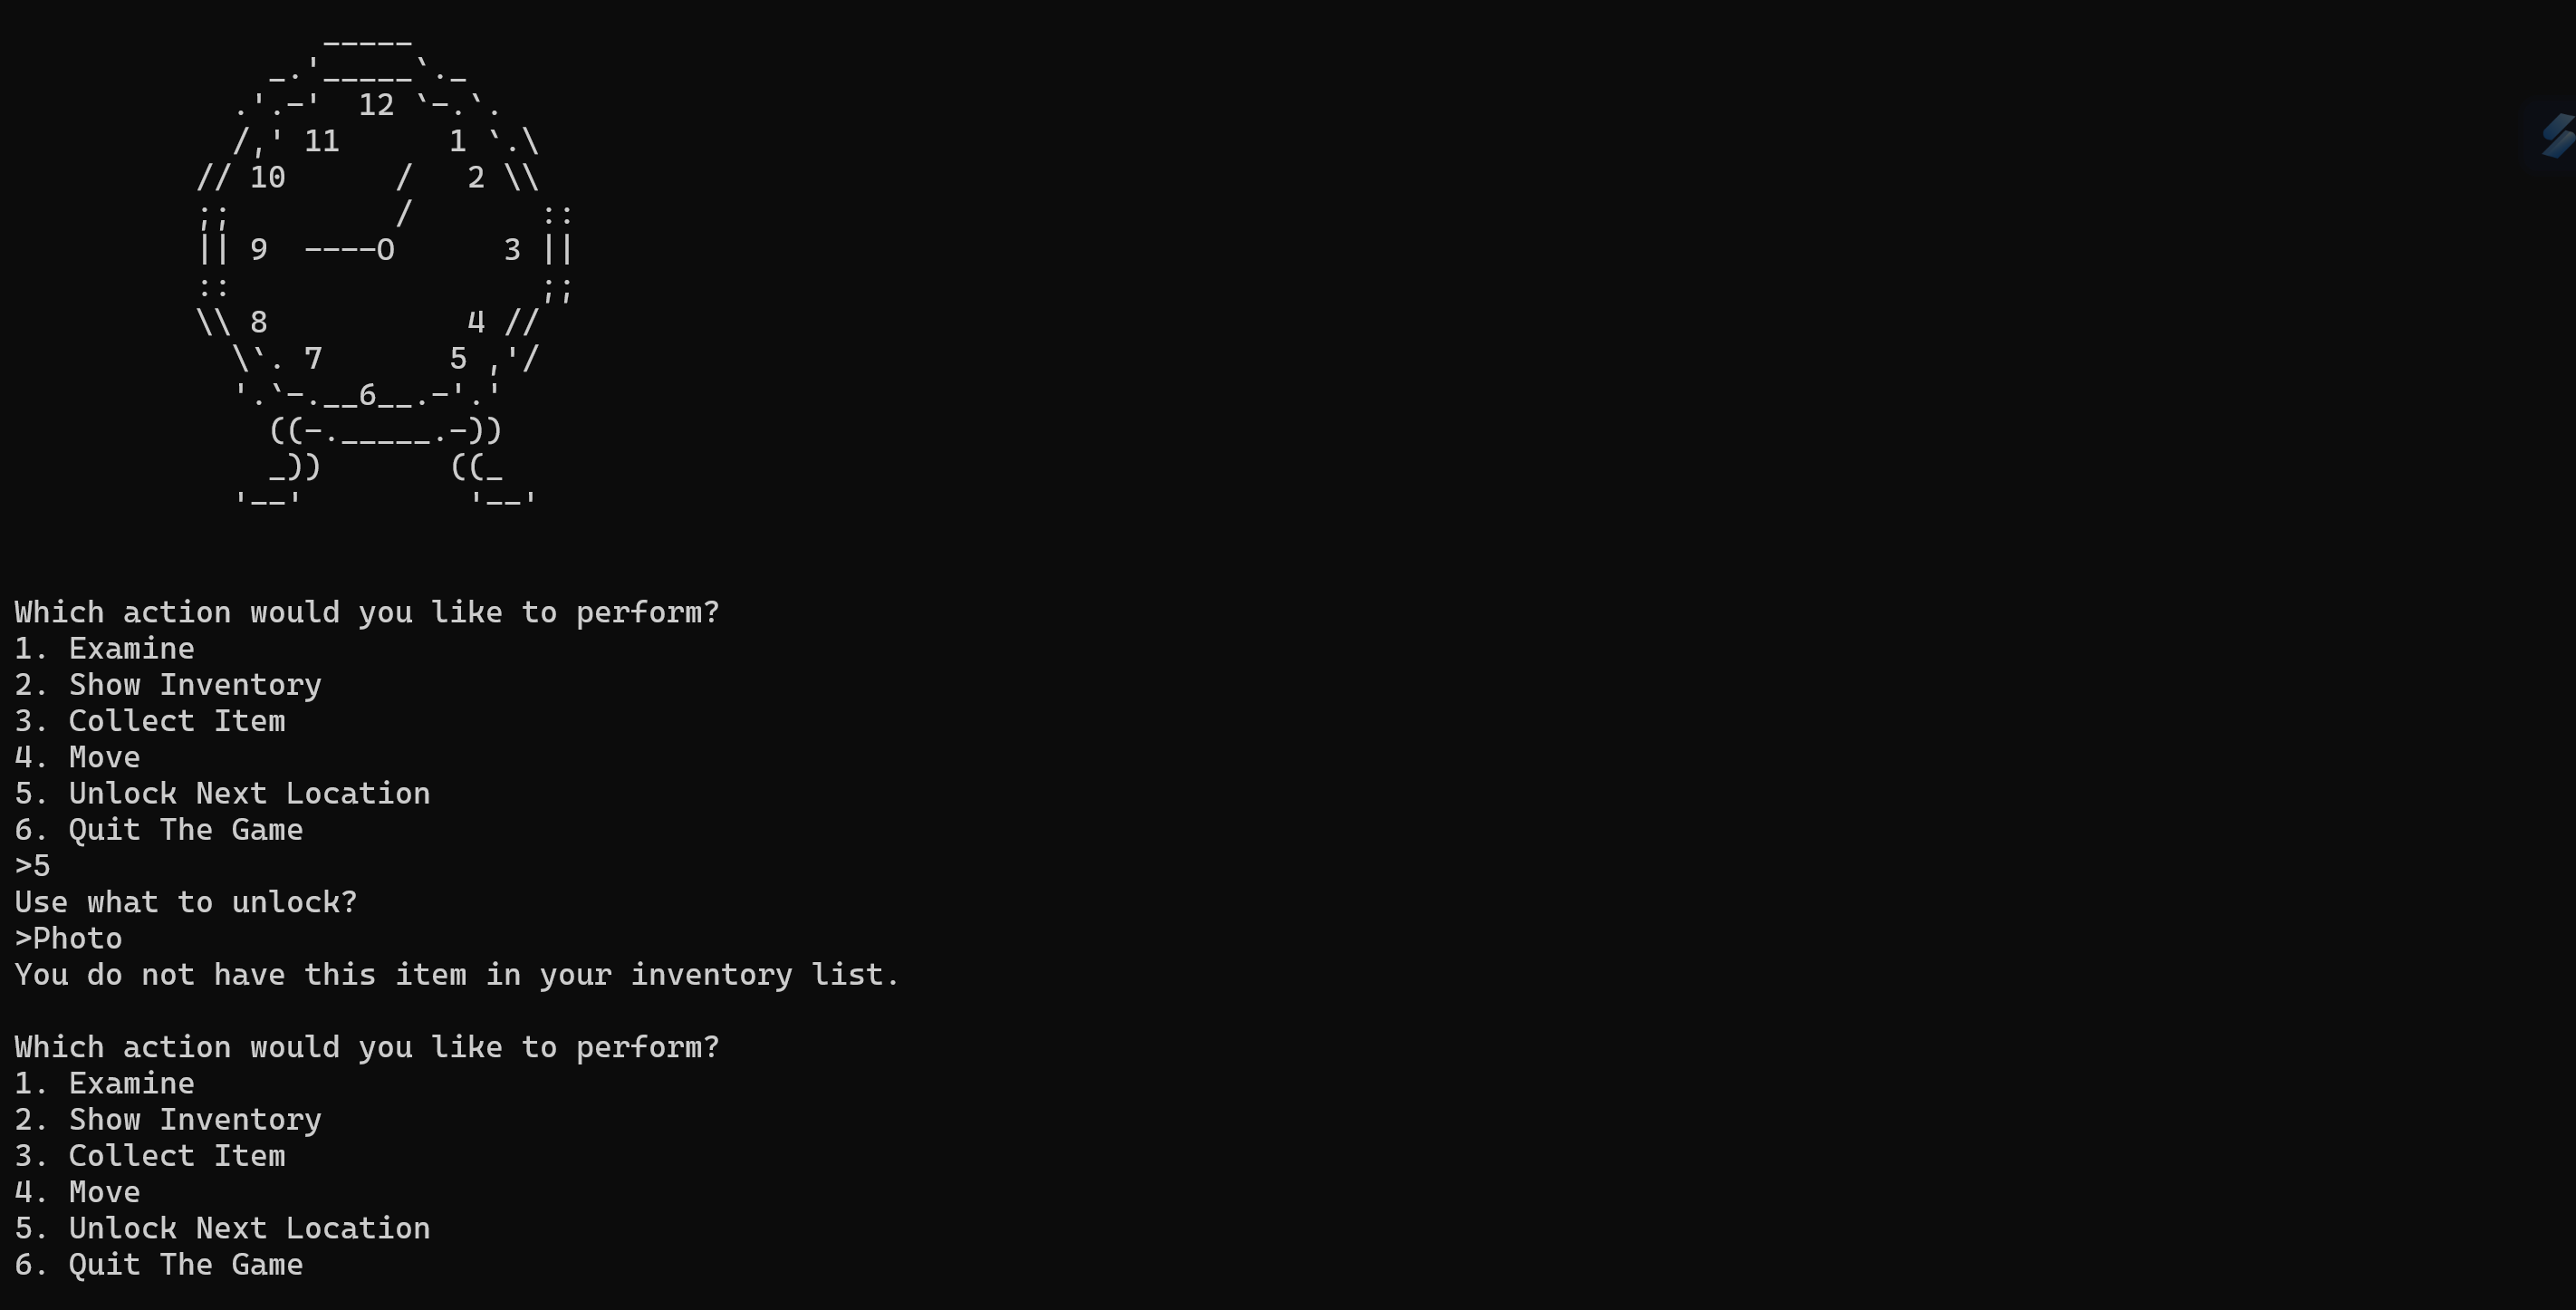 12
11 1
10 2
9 ----O 3
8 4
7 5
6
Which action would you like to perform?
1. Examine
2. Show Inventory
3. Collect Item
4. Move
5. Unlock Next Location
6. Quit The Game
>5
Use what to unlock?
>Photo
You do not have this item in your inventory list.
Which action would you like to perform?
1. Examine
2. Show Inventory
3. Collect Item
4. Move
5. Unlock Next Location
6. Quit The Game